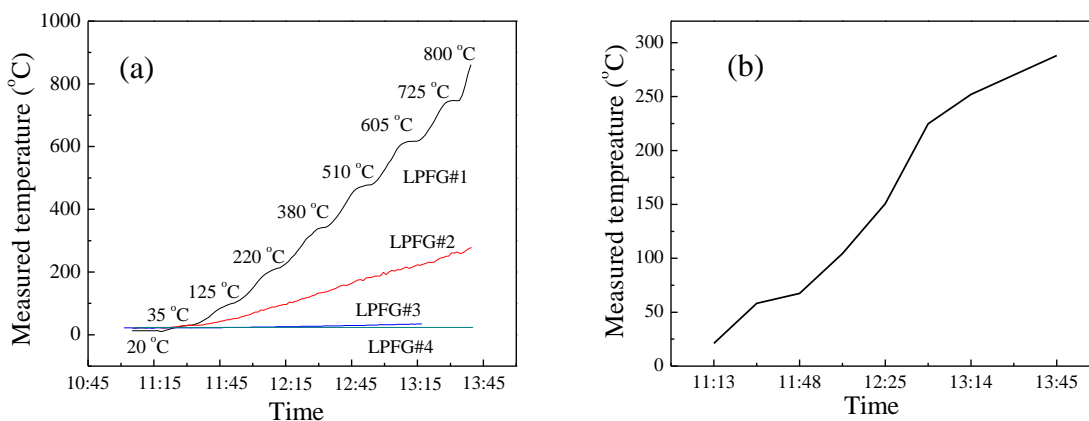 (a)
Measured temperature (°C)
1000
800
600
400
200
0
800 °C
725 °C
605 °C
510 °C
380 °C
220 °C
125 °C
35 °C
20 °C
LPFG#1
LPFG#2
LPFG#3
LPFG#4
10:45 11:15 11:45 12:15 12:45 13:15 13:45
Time
(b)
Measured tempreature (°C)
300
250
200
150
100
50
0
11:13 11:48 12:25 13:14 13:45
Time